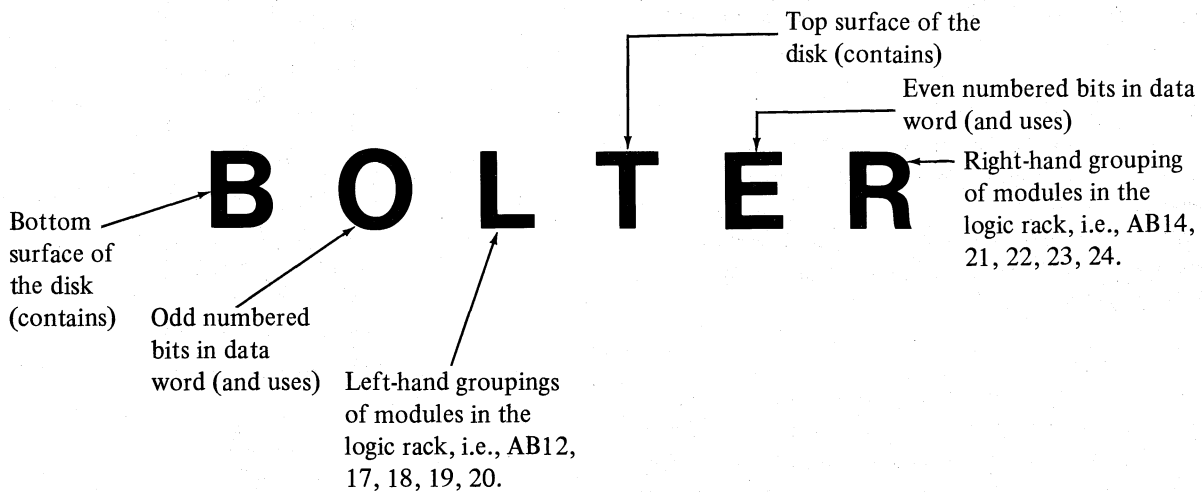 Top surface of the
disk (contains)
Even numbered bits in data
word (and uses)
BOLTER
Right-hand grouping
of modules in the
logic rack, i.e., AB14,
21, 22, 23, 24.
Bottom
surface of
the disk
(contains)
Odd numbered
bits in data
word (and uses)
Left-hand groupings
of modules in the
logic rack, i.e., AB12,
17, 18, 19, 20.